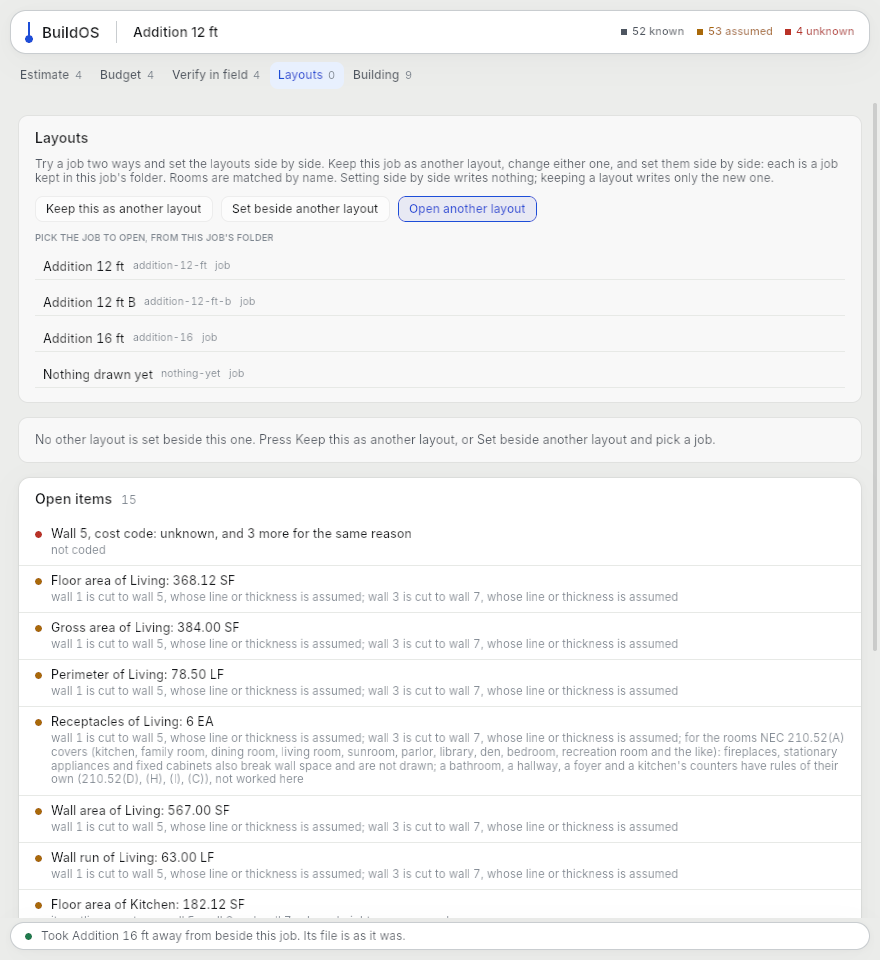 BuildOS
Addition 12 ft
52 known 53 assumed 4 unknown
Estimate 4 Budget 4 Verify in field 4 Layouts 0 Building 9
Layouts
Try a job two ways and set the layouts side by side. Keep this job as another layout, change either one, and set them side by side: each is a job
kept in this job's folder. Rooms are matched by name. Setting side by side writes nothing; keeping a layout writes only the new one.
Keep this as another layout Set beside another layout Open another layout
PICK THE JOB TO OPEN, FROM THIS JOB'S FOLDER
Addition 12 ft addition-12-ft job
Addition 12 ft B addition-12-ft-b job
Addition 16 ft addition-16 job
Nothing drawn yet nothing-yet job
No other layout is set beside this one. Press Keep this as another layout, or Set beside another layout and pick a job.
Open items 15
Wall 5, cost code: unknown, and 3 more for the same reason
not coded
Floor area of Living: 368.12 SF
wall 1 is cut to wall 5, whose line or thickness is assumed; wall 3 is cut to wall 7, whose line or thickness is assumed
Gross area of Living: 384.00 SF
wall 1 is cut to wall 5, whose line or thickness is assumed; wall 3 is cut to wall 7, whose line or thickness is assumed
Perimeter of Living: 78.50 LF
wall 1 is cut to wall 5, whose line or thickness is assumed; wall 3 is cut to wall 7, whose line or thickness is assumed
Receptacles of Living: 6 EA
wall 1 is cut to wall 5, whose line or thickness is assumed; wall 3 is cut to wall 7, whose line or thickness is assumed; for the rooms NEC 210.52(A)
covers (kitchen, family room, dining room, living room, sunroom, parlor, library, den, bedroom, recreation room and the like): fireplaces, stationary
appliances and fixed cabinets also break wall space and are not drawn; a bathroom, a hallway, a foyer and a kitchen's counters have rules of their
own (210.52(D), (H), (I), (C)), not worked here
Wall area of Living: 567.00 SF
wall 1 is cut to wall 5, whose line or thickness is assumed; wall 3 is cut to wall 7, whose line or thickness is assumed
Wall run of Living: 63.00 LF
wall 1 is cut to wall 5, whose line or thickness is assumed; wall 3 is cut to wall 7, whose line or thickness is assumed
Floor area of Kitchen: 182.12 SF
Took Addition 16 ft away from beside this job. Its file is as it was.